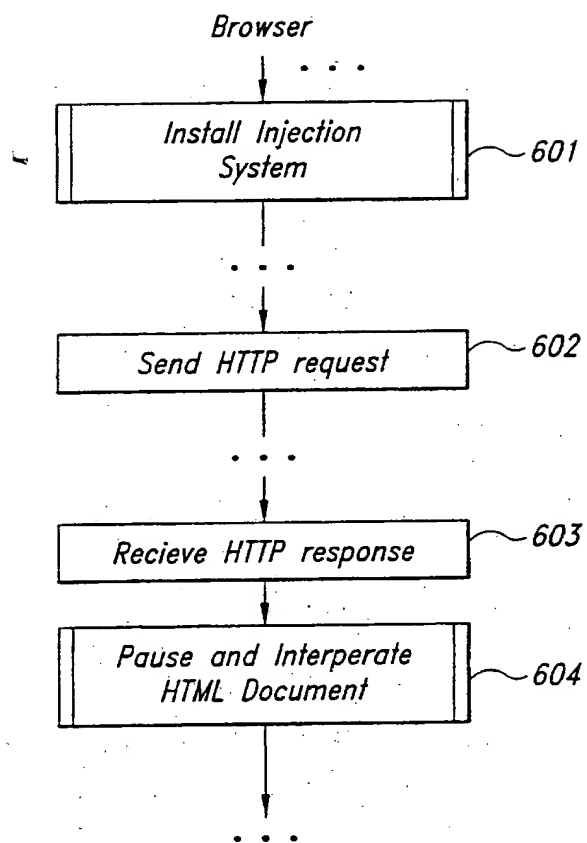 Browser
Install Injection
System
601
Send HTTP request
602
Recieve HTTP response
603
Pause and Interperate
HTML Document
604